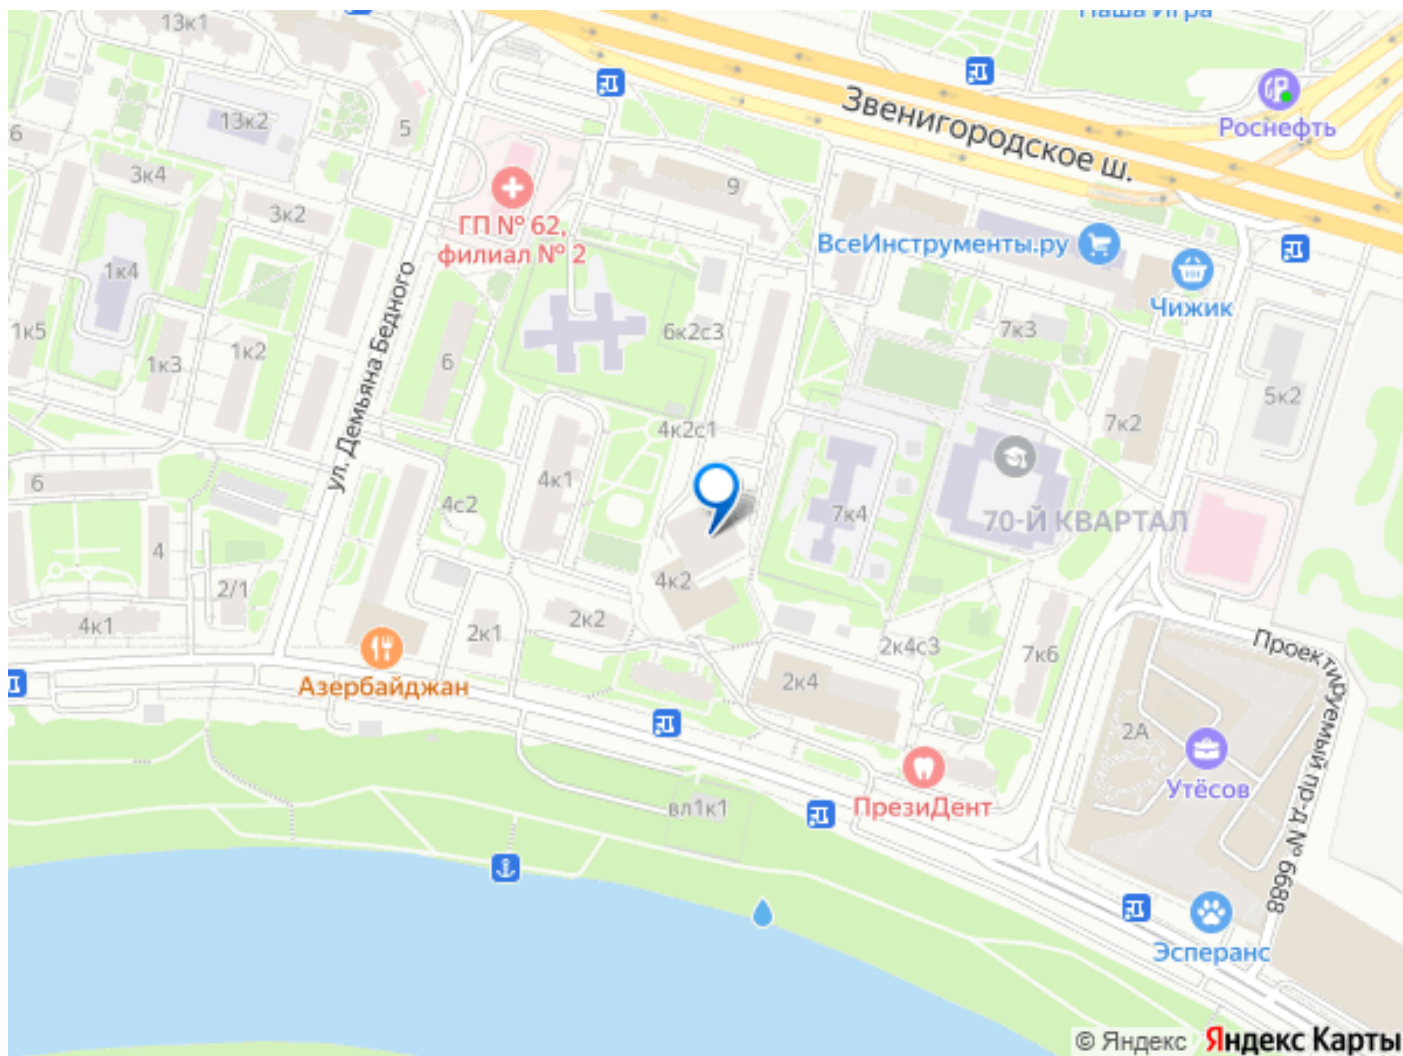 13к1
Наша Игра
Роснефть
Звенигородское ш.
13к2
5
6
3к4
3к2
ГП № 62,
филиал № 2
9
ВсеИнструменты.ру
Чижик
1к4
1к5
1к3
1к2
ул. Демьяна Бедного
6
6к2с3
7к3
5к2
7к2
4к2с1
4к1
4с2
6
7к4
70-Й КВАРТАЛ
4
2/1
4к1
4к2
2к2
2к1
2к4с3
7к6
Проектируемый пр-д № 6688
Азербайджан
2к4
2А
Утёсов
ПрезиДент
вл1к1
Эсперанс
© Яндекс Яндекс Карты